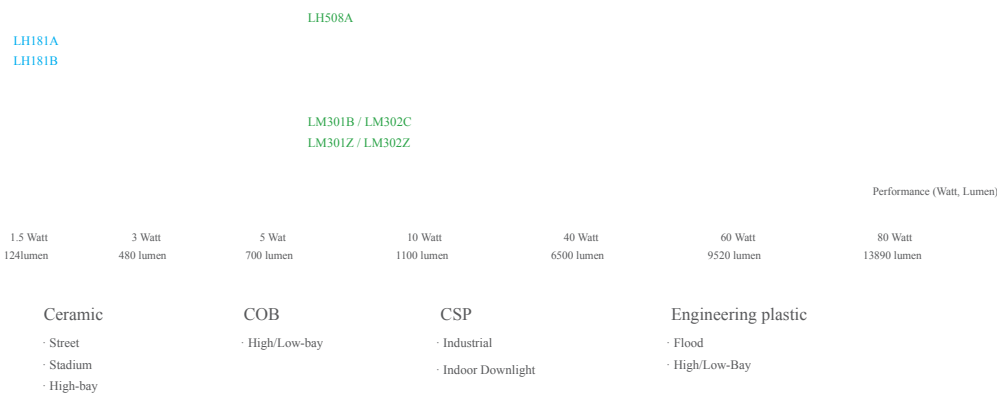 LH508A
LH181A
LH181B
LM301B / LM302C
LM301Z / LM302Z
Performance (Watt, Lumen)
1.5 Watt 3 Watt 5 Wat 10 Watt 40 Watt 60 Watt 80 Watt
124lumen 480 lumen 700 lumen 1100 lumen 6500 lumen 9520 lumen 13890 lumen
Ceramic
· Street
· Stadium
· High-bay
COB
· High/Low-bay
CSP
· Industrial
· Indoor Downlight
Engineering plastic
· Flood
· High/Low-Bay